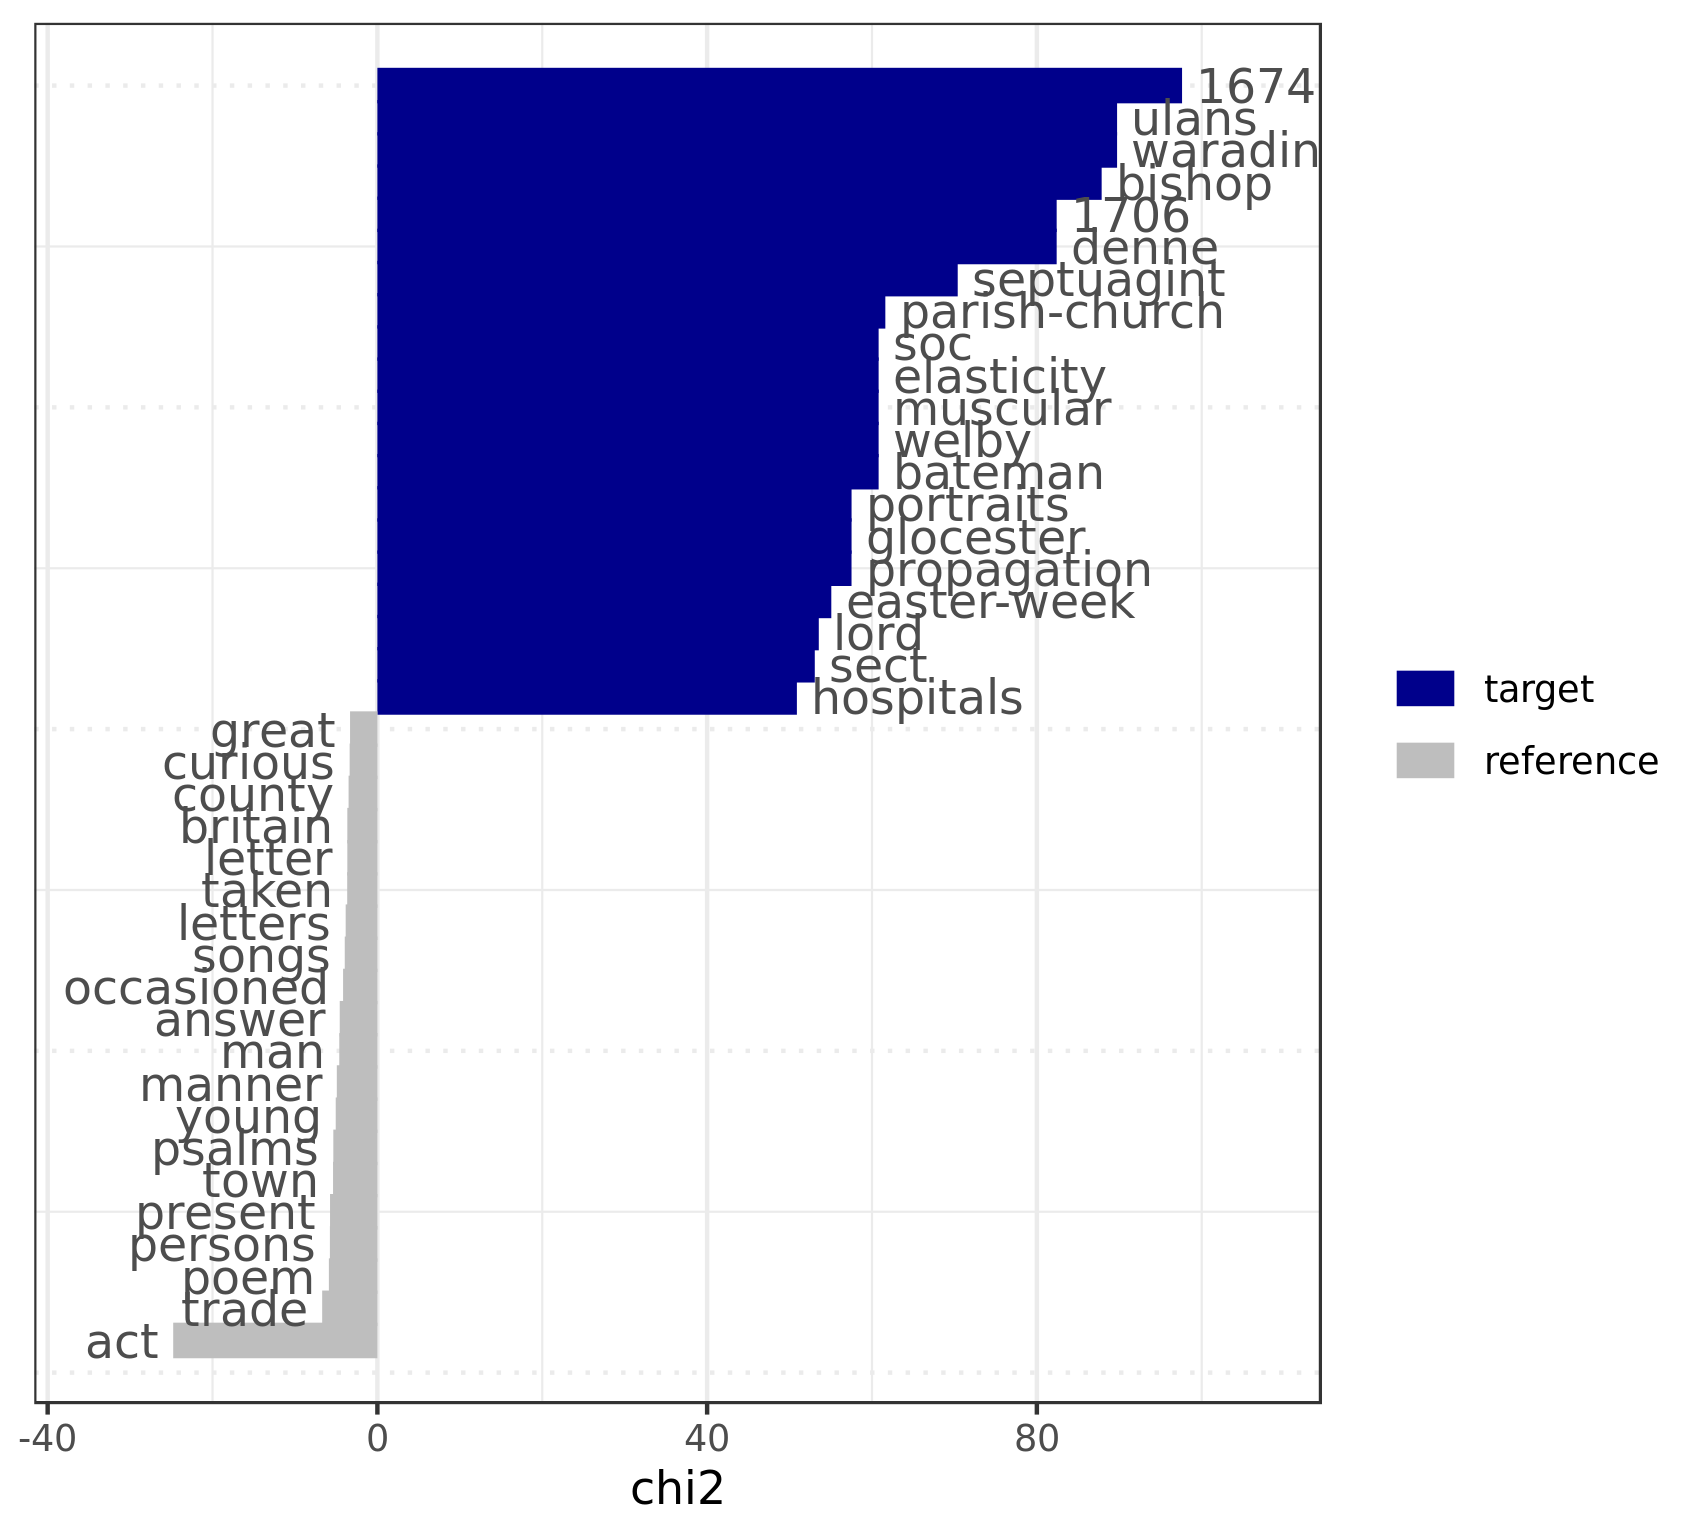 1674
ulans
waradin
bishop
1706
denne
septuagint
parish-church
soc
elasticity
muscular
welby
bateman
portraits
glocester
propagation
easter-week
lord
sect
hospitals
great
curious
county
britain
letter
taken
letters
songs
occasioned
answer
man
manner
young
psalms
town
present
persons
poem
trade
act
-40 0 40 80
chi2
target
reference